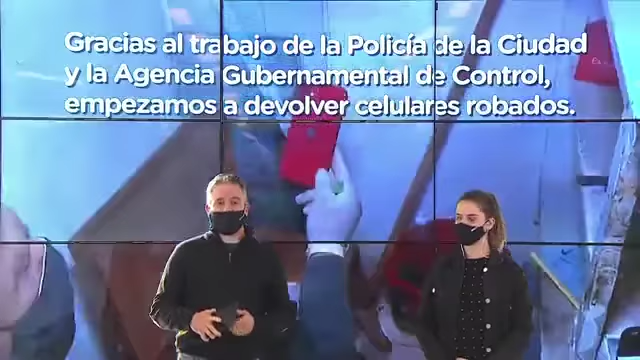 Gracias al trabajo de la Policía de la Ciudad
y la Agencia Gubernamental de Control,
empezamos a devolver celulares robados.